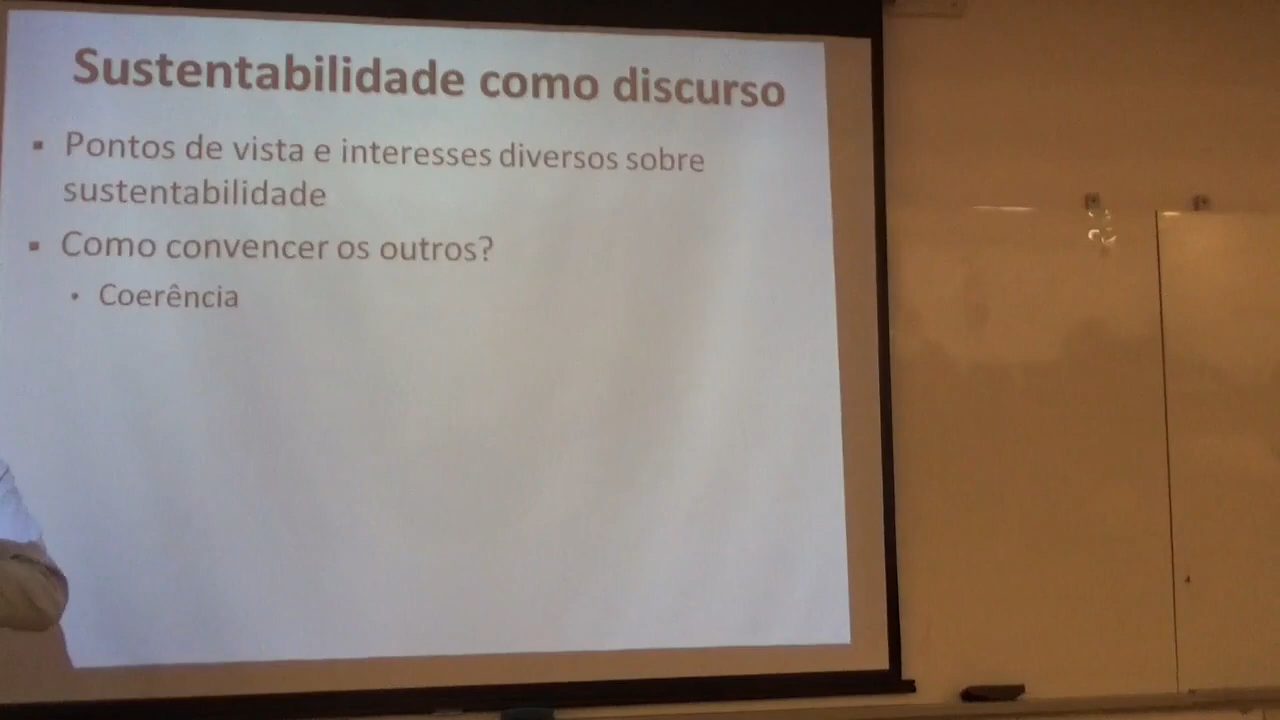 Sustentabilidade como discurso
▪ Pontos de vista e interesses diversos sobre
sustentabilidade
▪ Como convencer os outros?
• Coerência